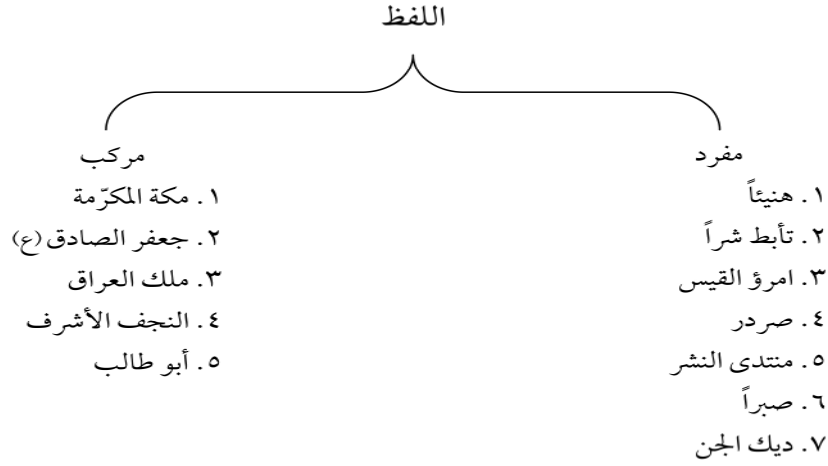 اللفظ
مفرد
١. هنيئاً
٢. تأبط شراً
٣. امرؤ القيس
٤. صردر
٥. منتدى النشر
٦. صبراً
٧. ديك الجن
مركب
١. مكة المكرّمة
٢. جعفر الصادق (ع)
٣. ملك العراق
٤. النجف الأشرف
٥. أبو طالب